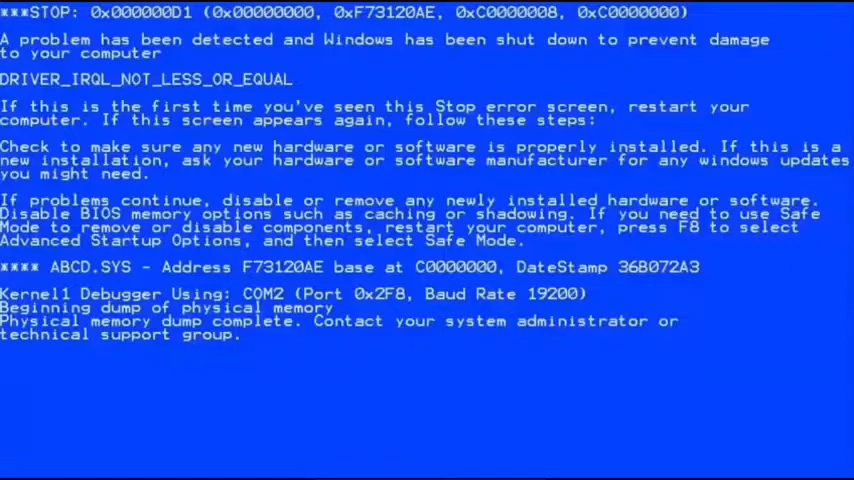 ***STOP: 0x000000D1 (0x00000000, 0xF73120AE, 0xC0000008, 0xC0000000)
A problem has been detected and Windows has been shut down to prevent damage
to your computer
DRIVER_IRQL_NOT_LESS_OR_EQUAL
If this is the first time you've seen this Stop error screen, restart your
computer. If this screen appears again, follow these steps:
Check to make sure any new hardware or software is properly installed. If this is a
new installation, ask your hardware or software manufacturer for any windows updates
you might need.
If problems continue, disable or remove any newly installed hardware or software.
Disable BIOS memory options such as caching or shadowing. If you need to use Safe
Mode to remove or disable components, restart your computer, press F8 to select
Advanced Startup Options, and then select Safe Mode.
**** ABCD.SYS - Address F73120AE base at C0000000, DateStamp 36B072A3
Kernel1 Debugger Using: COM2 (Port 0x2F8, Baud Rate 19200)
Beginning dump of physical memory
Physical memory dump complete. Contact your system administrator or
technical support group.